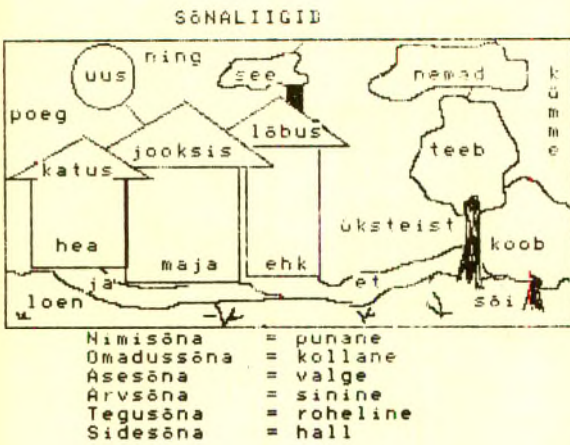 SÕNALIIGID
ning
uus
see
nemad
kümme
poeg
lõbus
jooksis
teeb
katus
üksteist
hea
maja
ehk
koob
ja
et
loen
sõi
Nimisõna = punane
Omadussõna = kollane
Asesõna = valge
Arvsõna = sinine
Tegusõna = roheline
Sidesõna = hall